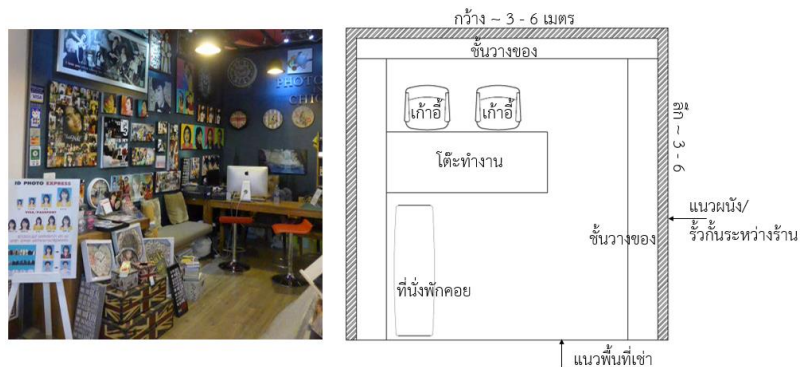 กว้าง ~ 3 - 6 เมตร
ชั้นวางของ
PHOTO
CHIC
เก้าอี้ เก้าอี้
ลึก ~ 3 - 6
โต๊ะทำงาน
ID PHOTO EXPRESS
แนวผนัง/
รั้วกั้นระหว่างร้าน
ชั้นวางของ
ที่นั่งพักคอย
แนวพื้นที่เช่า